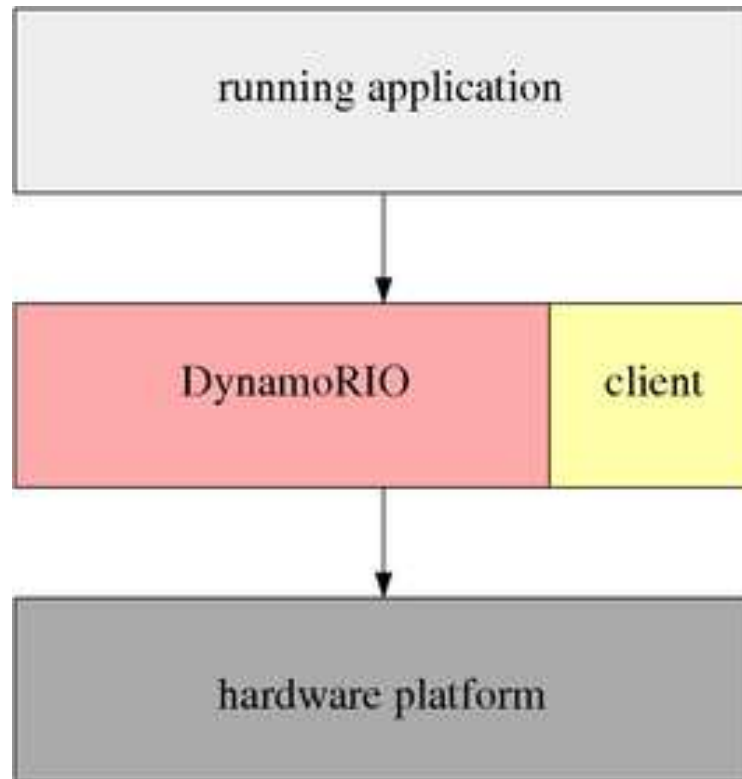 running application
DynamoRIO
client
hardware platform